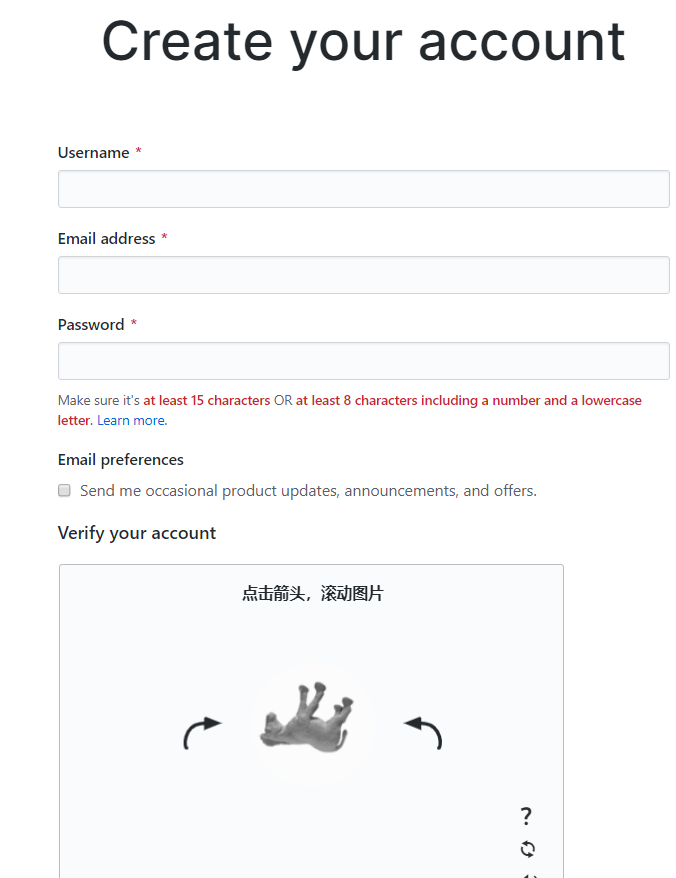 Create your account
Username *
Email address *
Password *
Make sure it's at least 15 characters OR at least 8 characters including a number and a lowercase
letter. Learn more.
Email preferences
Send me occasional product updates, announcements, and offers.
Verify your account
点击箭头，滚动图片
?